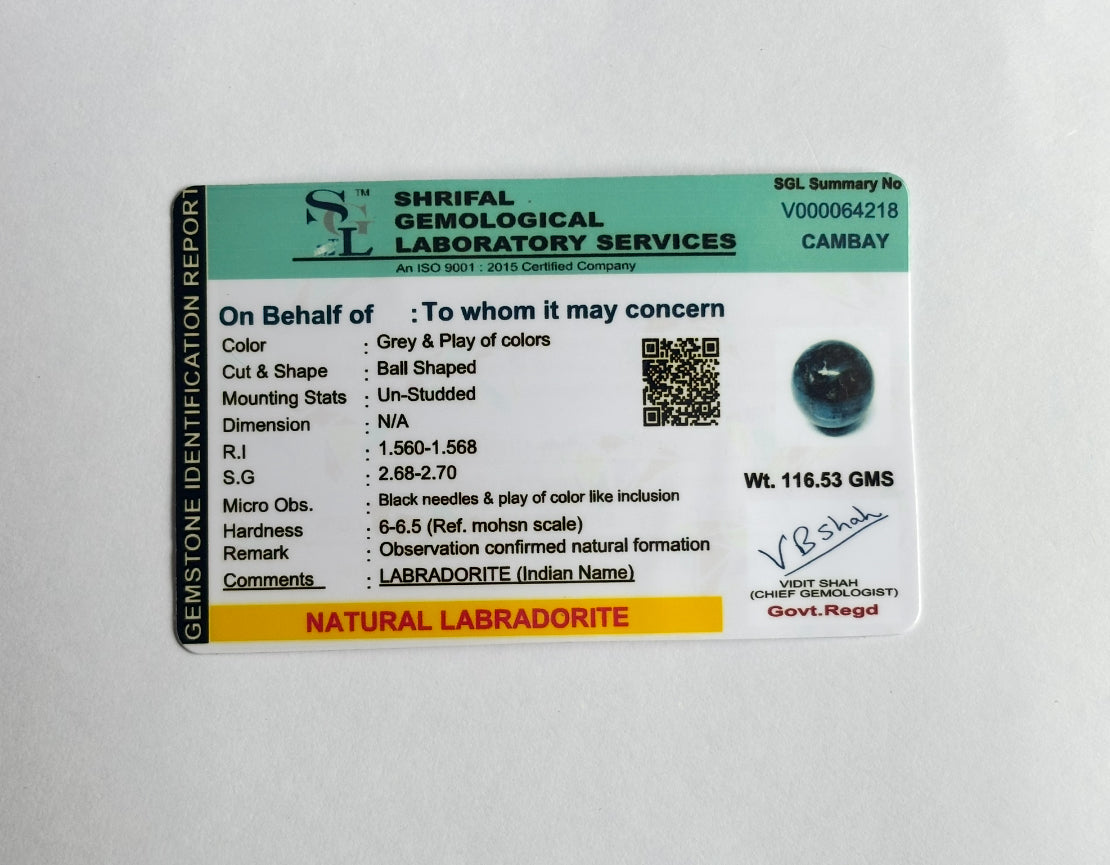 GEMSTONE IDENTIFICATION REPORT
SGL™
SHRIFAL
GEMOLOGICAL
LABORATORY SERVICES
An ISO 9001 : 2015 Certified Company
SGL Summary No
V000064218
CAMBAY
On Behalf of : To whom it may concern
Color : Grey & Play of colors
Cut & Shape : Ball Shaped
Mounting Stats : Un-Studded
Dimension : N/A
R.I : 1.560-1.568
S.G : 2.68-2.70
Micro Obs. : Black needles & play of color like inclusion
Hardness : 6-6.5 (Ref. mohsn scale)
Remark : Observation confirmed natural formation
Comments : LABRADORITE (Indian Name)
NATURAL LABRADORITE
Wt. 116.53 GMS
VBShah
VIDIT SHAH
(CHIEF GEMOLOGIST)
Govt.Regd